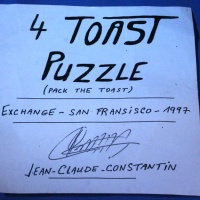 4 TOAST
PUZZLE
(PACK THE TOAST)
EXCHANGE - SAN FRANSISCO - 1997
JEAN-CLAUDE-CONSTANTIN